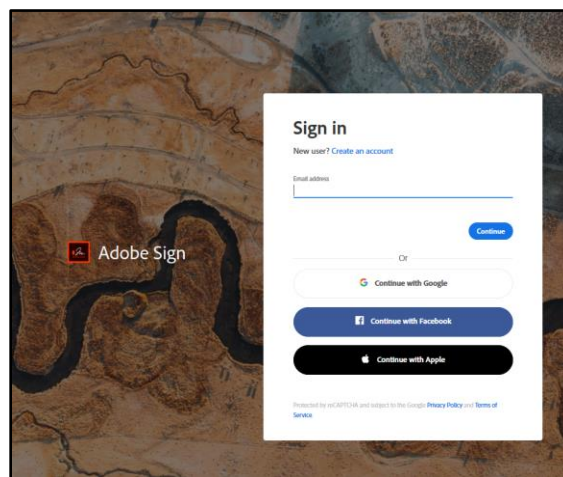 Sign in
New user? Create an account
Email address
Continue
Adobe Sign
Or
Continue with Google
Continue with Facebook
Continue with Apple
Protected by reCAPTCHA and subject to the Google Privacy Policy and Terms of
Service